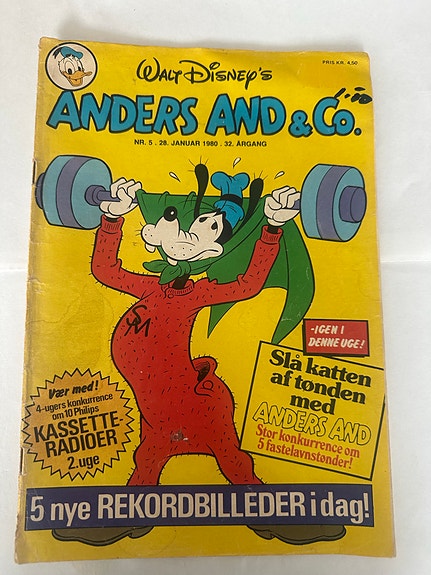 PRIS KR. 4,50
WALT DISNEY'S
ANDERS AND & Co.
NR. 5 . 28. JANUAR 1980 . 32. ÅRGANG
-IGEN I
DENNE UGE!
Slå katten
af tønden
med
ANDERS AND
Stor konkurrence om
5 fastelavnstønder!
Vær med!
4-ugers konkurrence
om 10 Philips
KASSETTE-
RADIOER
2. uge
5 nye REKORDBILLEDER i dag!